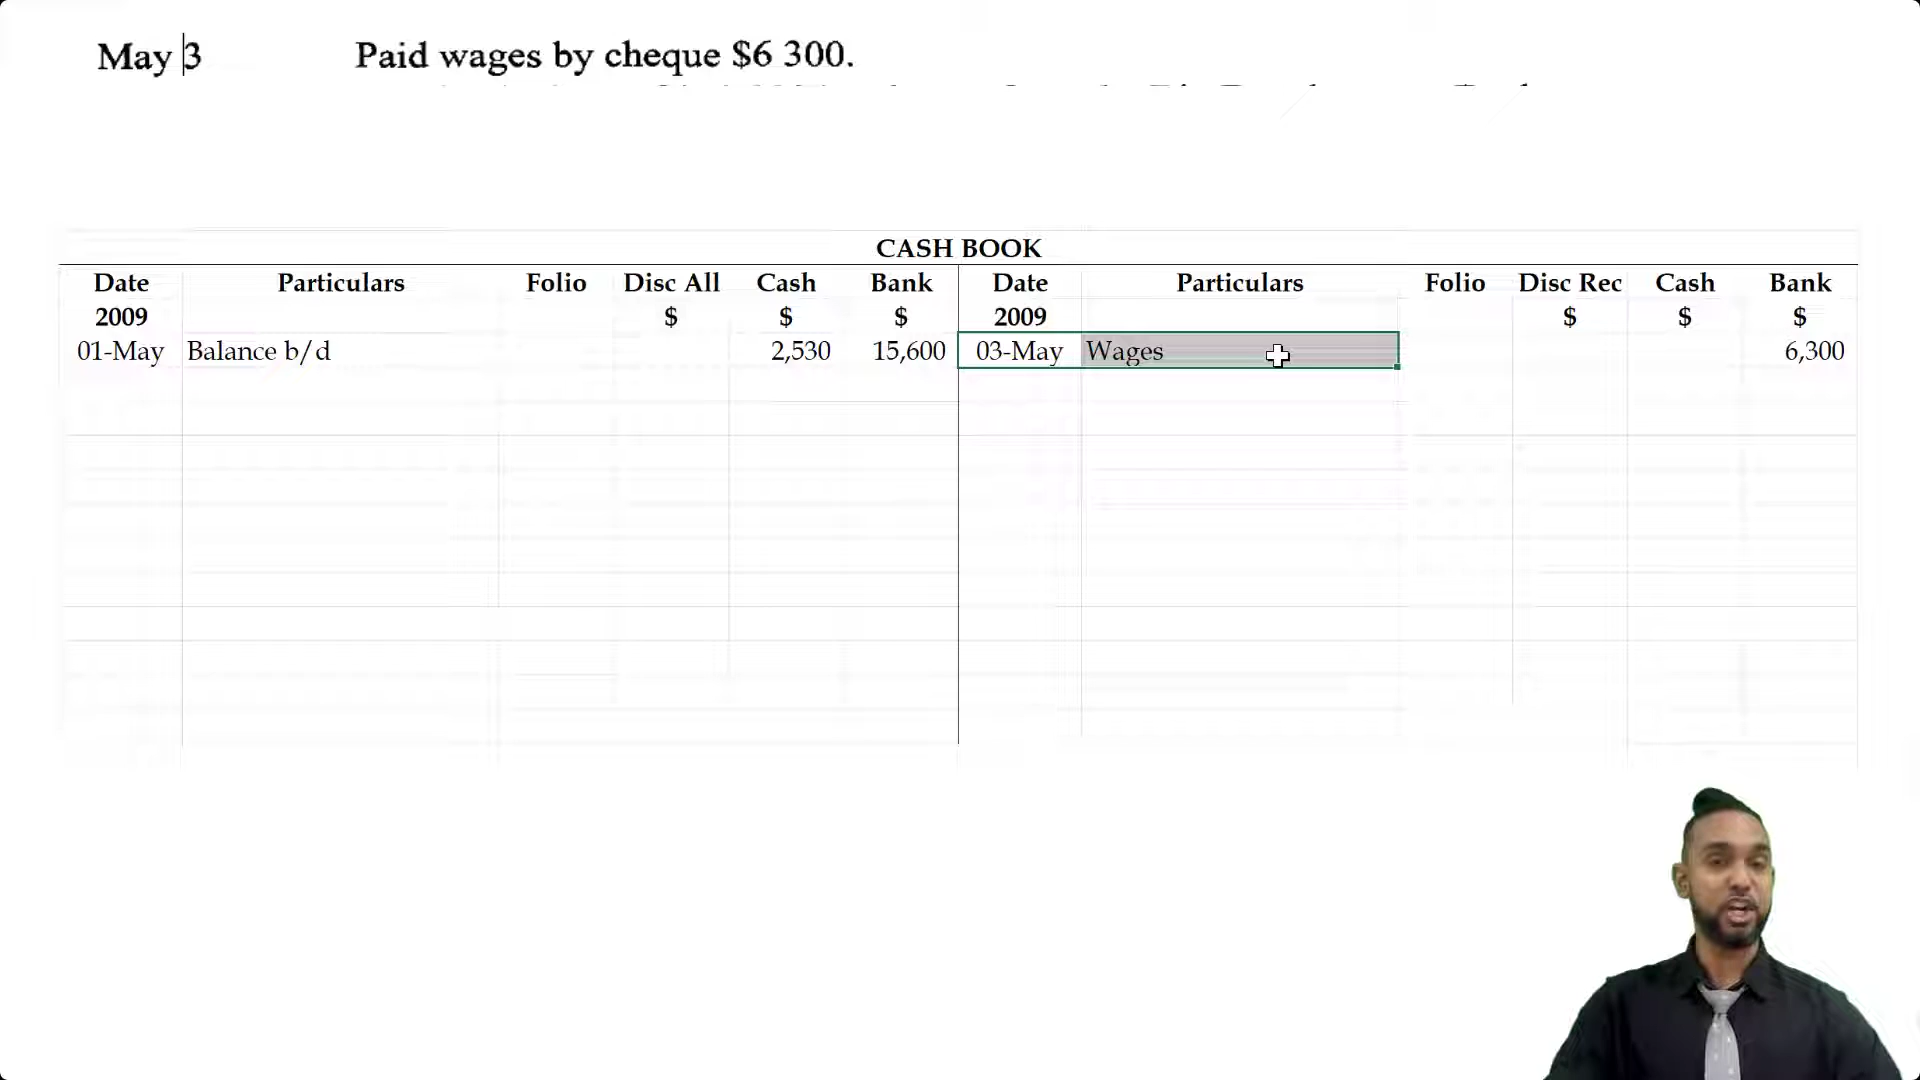 May 3 Paid wages by cheque $6 300.
CASH BOOK
Date Particulars Folio Disc All Cash Bank Date Particulars Folio Disc Rec Cash Bank
2009 $ $ $ 2009 $ $ $
01-May Balance b/d 2,530 15,600 03-May Wages 6,300